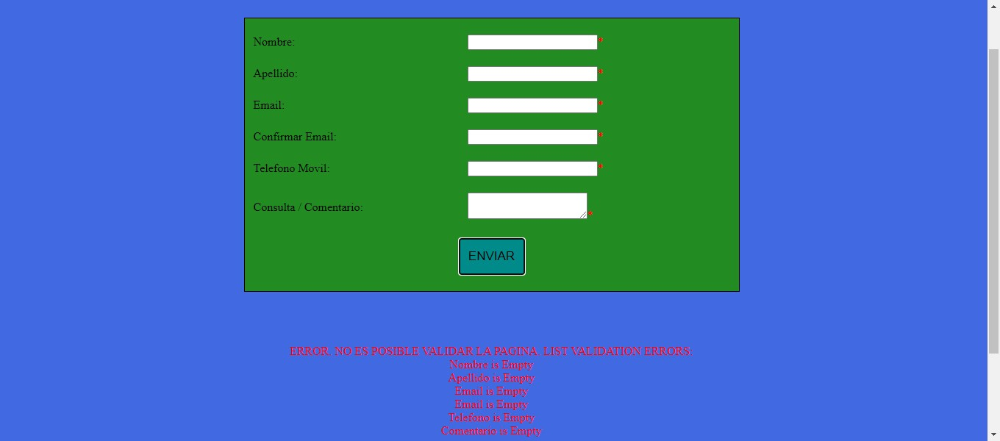 Nombre: *
Apellido: *
Email: *
Confirmar Email: *
Telefono Movil: *
Consulta / Comentario: *
ENVIAR
ERROR. NO ES POSIBLE VALIDAR LA PAGINA. LIST VALIDATION ERRORS:
Nombre is Empty
Apellido is Empty
Email is Empty
Email is Empty
Telefono is Empty
Comentario is Empty